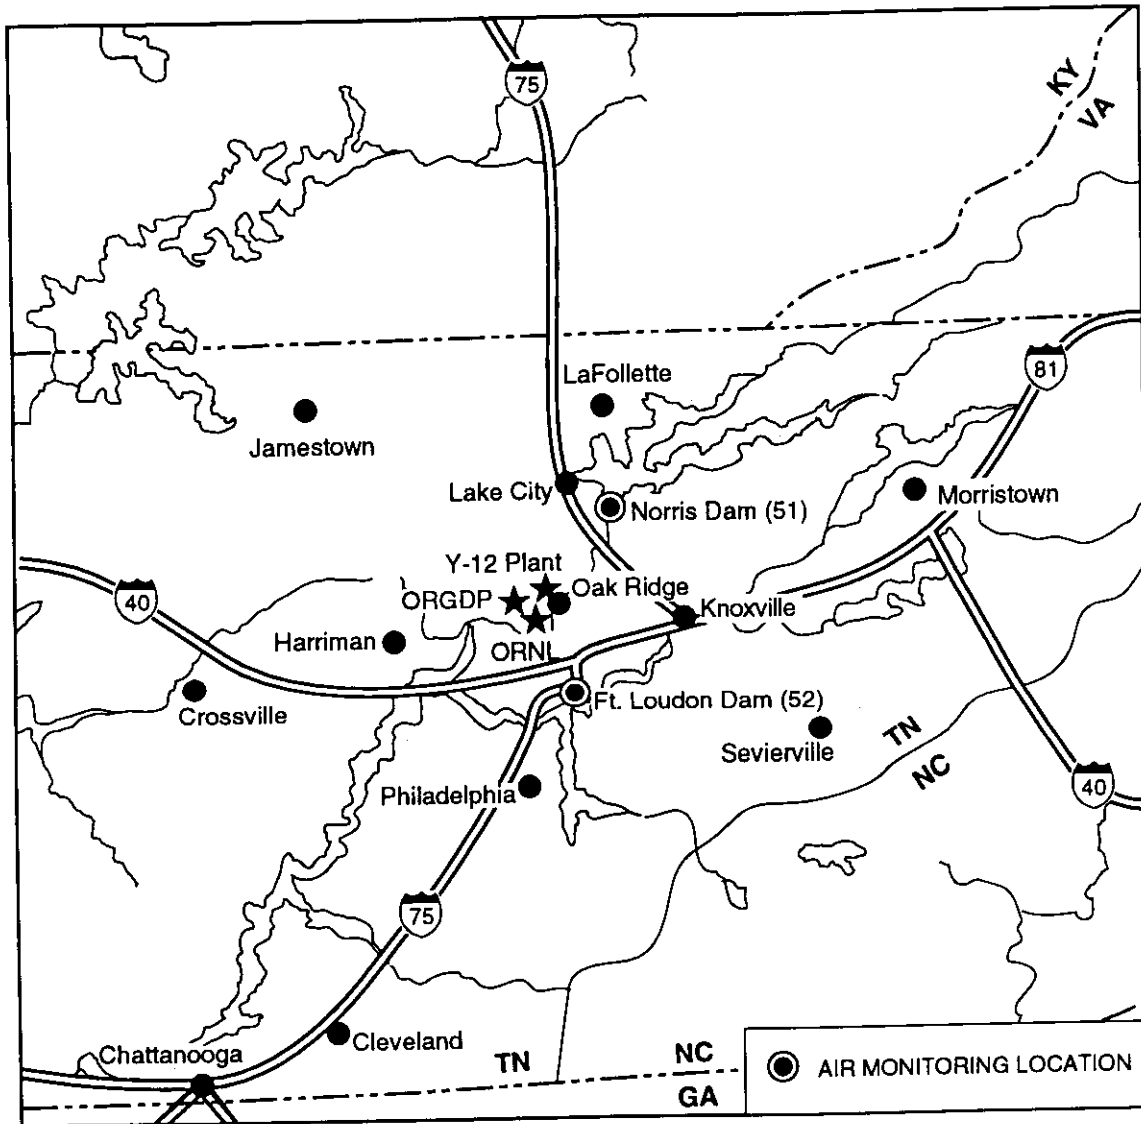 75
KY
VA
81
LaFollette
Jamestown
Lake City
Norris Dam (51)
Morristown
Y-12 Plant
Oak Ridge
ORGDP
40
Knoxville
Harriman
ORNL
Crossville
Ft. Loudon Dam (52)
TN
NC
Sevierville
Philadelphia
40
75
Cleveland
Chattanooga
TN
NC
GA
AIR MONITORING LOCATION